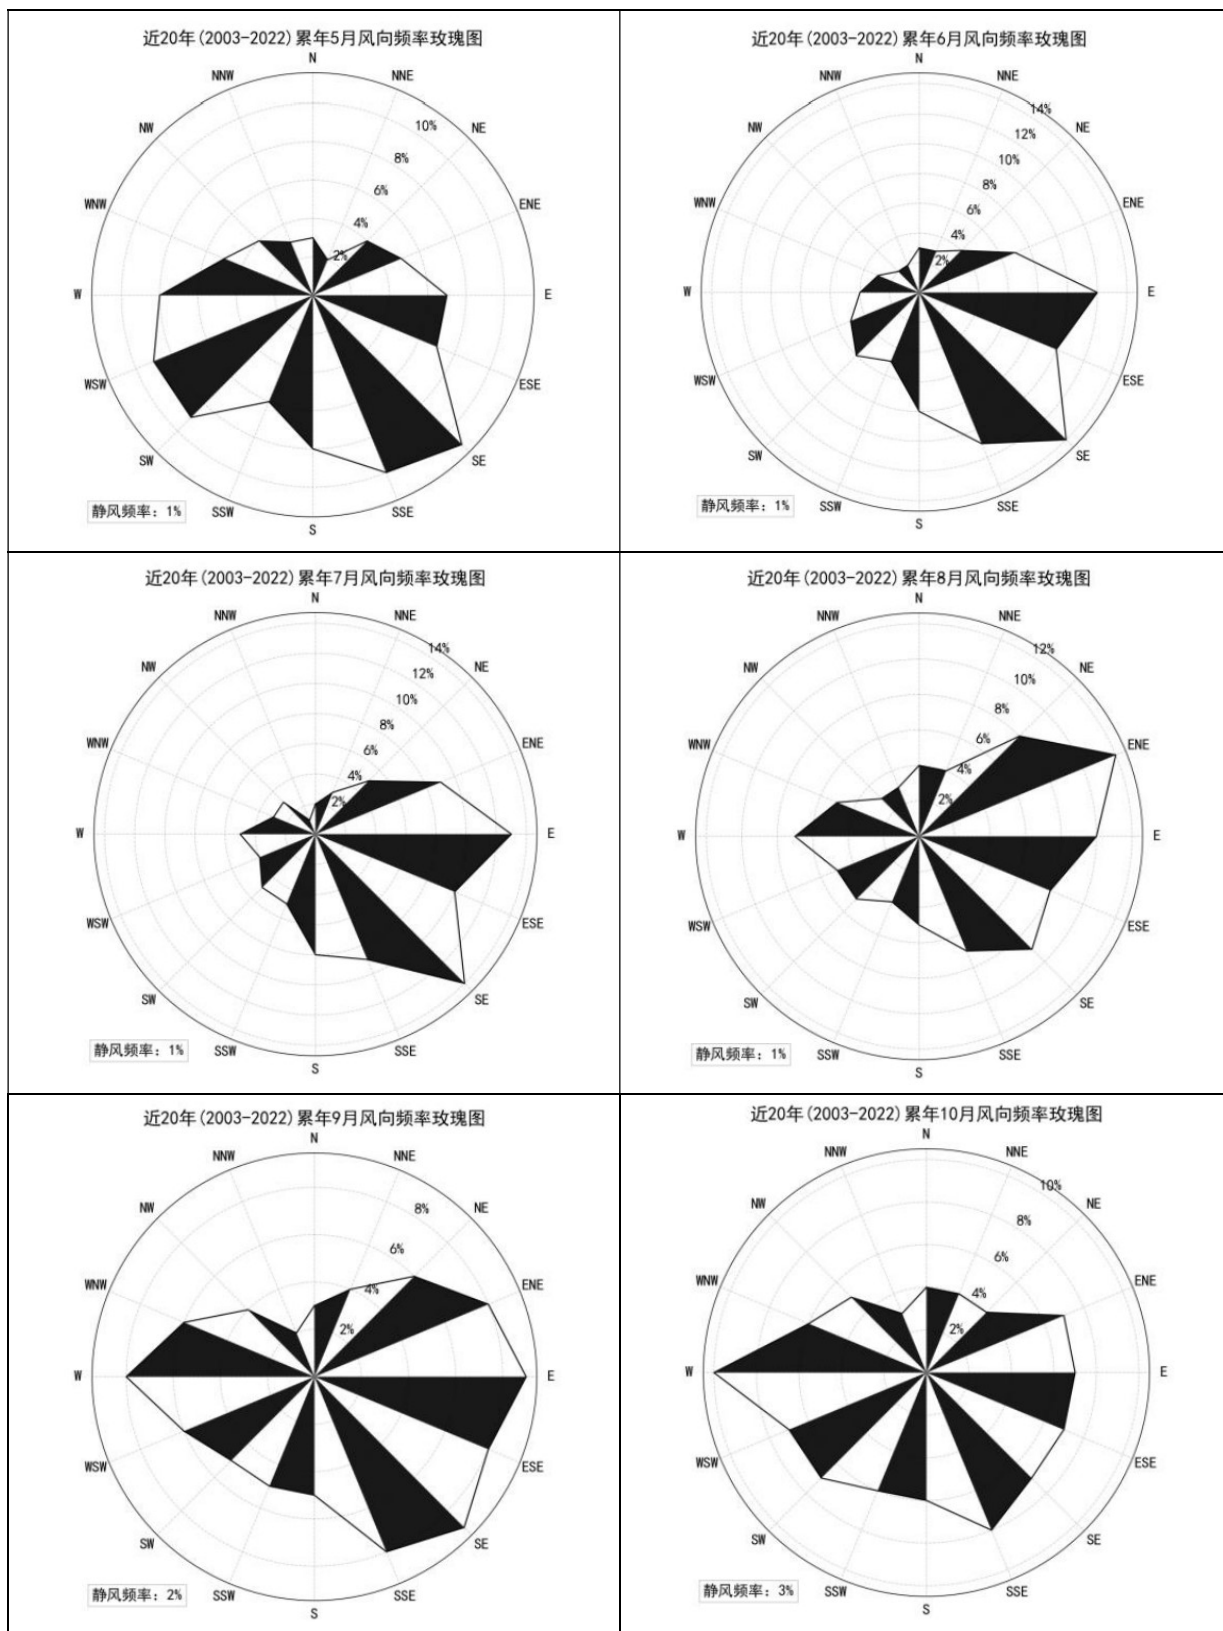 近20年(2003-2022)累年5月风向频率玫瑰图
N
NNW
NNE
10%
NW
NE
8%
6%
WNW
ENE
4%
2%
W
E
WSW
ESE
SW
SE
静风频率: 1%
SSW
SSE
S
近20年(2003-2022)累年6月风向频率玫瑰图
N
NNW
NNE
14%
NW
NE
12%
10%
8%
WNW
ENE
6%
4%
2%
W
E
WSW
ESE
SW
SE
静风频率: 1%
SSW
SSE
S
近20年(2003-2022)累年7月风向频率玫瑰图
N
NNW
NNE
14%
NW
NE
12%
10%
8%
WNW
ENE
6%
4%
2%
W
E
WSW
ESE
SW
SE
静风频率: 1%
SSW
SSE
S
近20年(2003-2022)累年8月风向频率玫瑰图
N
NNW
NNE
12%
NW
NE
10%
8%
WNW
ENE
6%
4%
2%
W
E
WSW
ESE
SW
SE
静风频率: 1%
SSW
SSE
S
近20年(2003-2022)累年9月风向频率玫瑰图
N
NNW
NNE
8%
NW
NE
6%
WNW
ENE
4%
2%
W
E
WSW
ESE
SW
SE
静风频率: 2%
SSW
SSE
S
近20年(2003-2022)累年10月风向频率玫瑰图
N
NNW
NNE
10%
NW
NE
8%
6%
WNW
ENE
4%
2%
W
E
WSW
ESE
SW
SE
静风频率: 3%
SSW
SSE
S